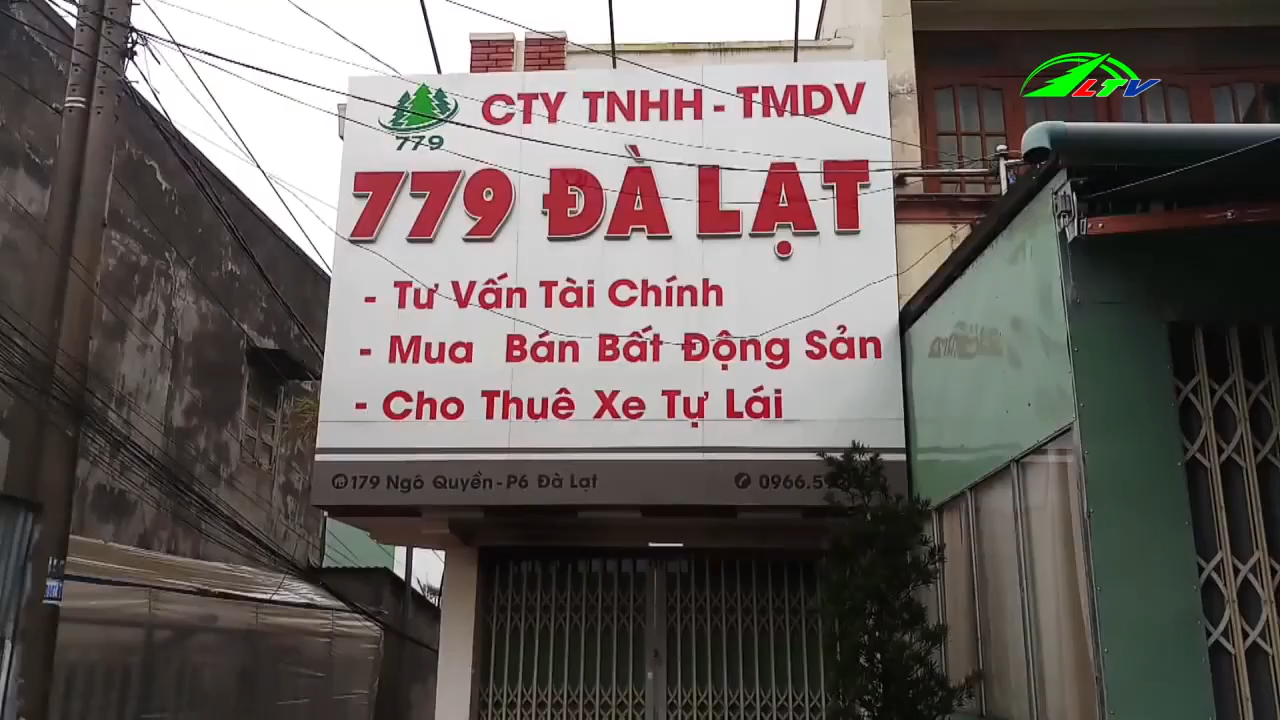 LTV
CTY TNHH - TMDV
779
779 ĐÀ LẠT
- Tư Vấn Tài Chính
- Mua Bán Bất Động Sản
- Cho Thuê Xe Tự Lái
179 Ngô Quyền - P6 Đà Lạt